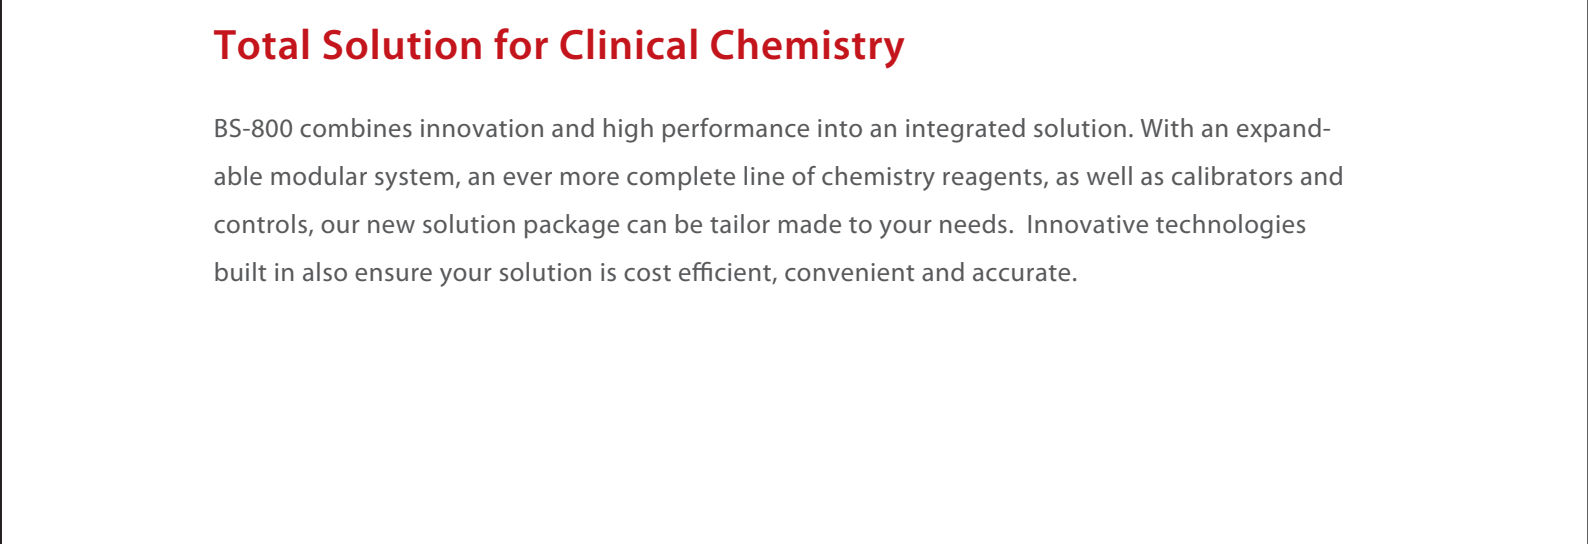 Total Solution for Clinical Chemistry
BS-800 combines innovation and high performance into an integrated solution. With an expand-
able modular system, an ever more complete line of chemistry reagents, as well as calibrators and
controls, our new solution package can be tailor made to your needs.  Innovative technologies
built in also ensure your solution is cost efficient, convenient and accurate.